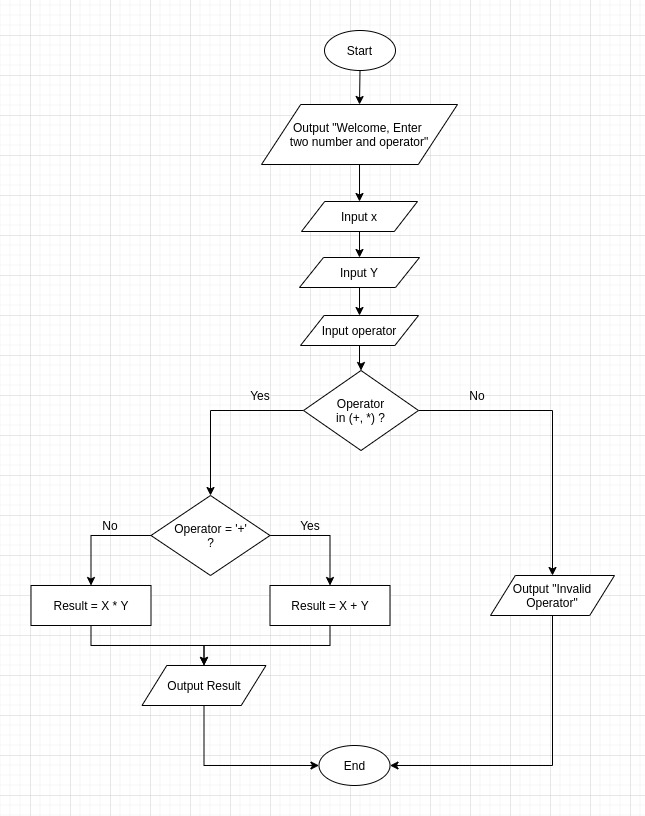 Start
Output "Welcome, Enter
two number and operator"
Input x
Input Y
Input operator
Operator
in (+, *) ?
Yes
No
Operator = '+'
?
No
Yes
Result = X * Y
Result = X + Y
Output "Invalid
Operator"
Output Result
End